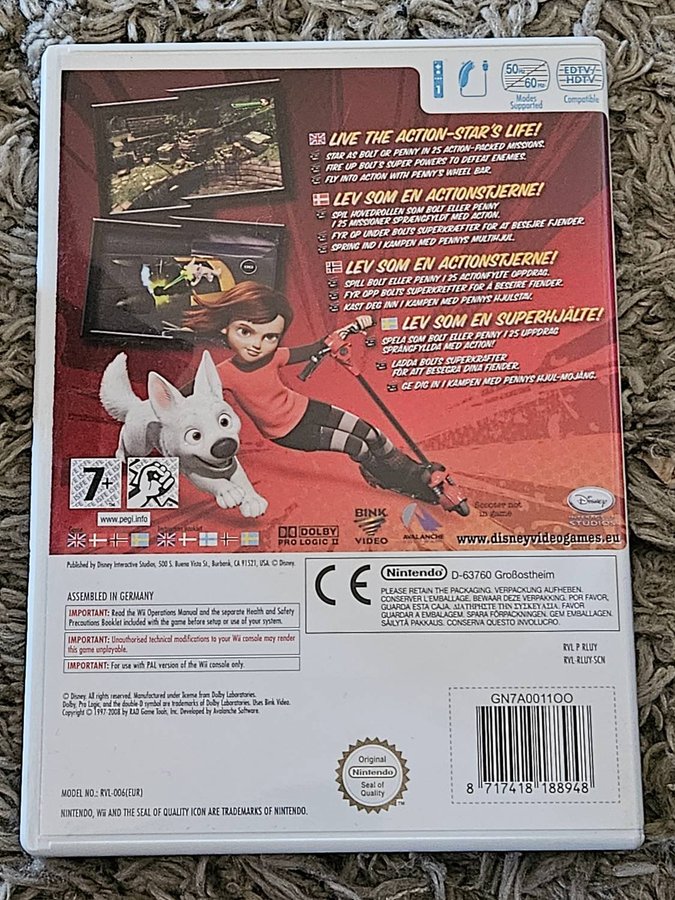 1
50Hz
60Hz
Modes
Supported
EDTV/
HDTV
Compatible
LIVE THE ACTION-STAR'S LIFE!
STAR AS BOLT OR PENNY IN 25 ACTION-PACKED MISSIONS.
FIRE UP BOLT'S SUPER POWERS TO DEFEAT ENEMIES.
FLY INTO ACTION WITH PENNY'S WHEEL BAR.
LEV SOM EN ACTIONSTJERNE!
SPIL HOVEDROLLEN SOM BOLT ELLER PENNY
I 25 MISSIONER SPRÆNGFYLDT MED ACTION.
FYR OP UNDER BOLTS SUPERKRÆFTER FOR AT BESEJRE FJENDER.
SPRING IND I KAMPEN MED PENNYS MULTIHJUL.
LEV SOM EN ACTIONSTJERNE!
SPILL BOLT ELLER PENNY I 25 ACTIONFYLTE OPPDRAG.
FYR OPP BOLTS SUPERKREFTER FOR Å BESEIRE FIENDER.
KAST DEG INN I KAMPEN MED PENNYS HJULSTAV.
LEV SOM EN SUPERHJÄLTE!
SPELA SOM BOLT ELLER PENNY I 25 UPPDRAG
SPRÄNGFYLLDA MED ACTION!
LADDA BOLTS SUPERKRAFTER
FÖR ATT BESEGRA DINA FIENDER.
GE DIG IN I KAMPEN MED PENNYS HJUL-MOJÄNG.
7+
www.pegi.info
Game
Instruction booklet
DOLBY
PRO LOGIC II
BINK
VIDEO
AVALANCHE
Scooter not
in game
Disney
STUDIOS
www.disneyvideogames.eu
Published by Disney Interactive Studios, 500 S. Buena Vista St., Burbank, CA 91521, US. © Disney.
ASSEMBLED IN GERMANY
IMPORTANT: Read the Wii Operations Manual and the separate Health and Safety
Precautions Booklet included with the game before setup or use of your system.
IMPORTANT: Unauthorised technical modifications to your Wii console may render
this game unplayable.
IMPORTANT: For use with PAL version of the Wii console only.
CE
Nintendo D-63760 Großostheim
PLEASE RETAIN THE PACKAGING. VERPACKUNG AUFHEBEN.
CONSERVER L'EMBALLAGE. BEWAAR DEZE VERPAKKING. POR FAVOR,
GUARDA ESTA CAJA. ΔΙΑΤΗΡΗΣΤΕ ΤΗΝ ΣΥΣΚΕΥΑΣΙΑ. FAVOR
GUARDAR A EMBALAGEM. SPARA FÖRPACKNINGEN. GEM EMBALLAGEN.
SÄILYTÄ PAKKAUS. CONSERVA QUESTO INVOLUCRO.
RVL P RLUY
RVL-RLUY-SCN
© Disney. All rights reserved. Manufactured under license from Dolby Laboratories.
Dolby, Pro Logic, and the double-D symbol are trademarks of Dolby Laboratories. Uses Bink Video.
Copyright © 1997-2008 by RAD Game Tools, Inc. Developed by Avalanche Software.
GN7A0011OO
8 717418 188948
Original
Nintendo
Seal of
Quality
MODEL NO.: RVL-006(EUR)
NINTENDO, Wii AND THE SEAL OF QUALITY ICON ARE TRADEMARKS OF NINTENDO.